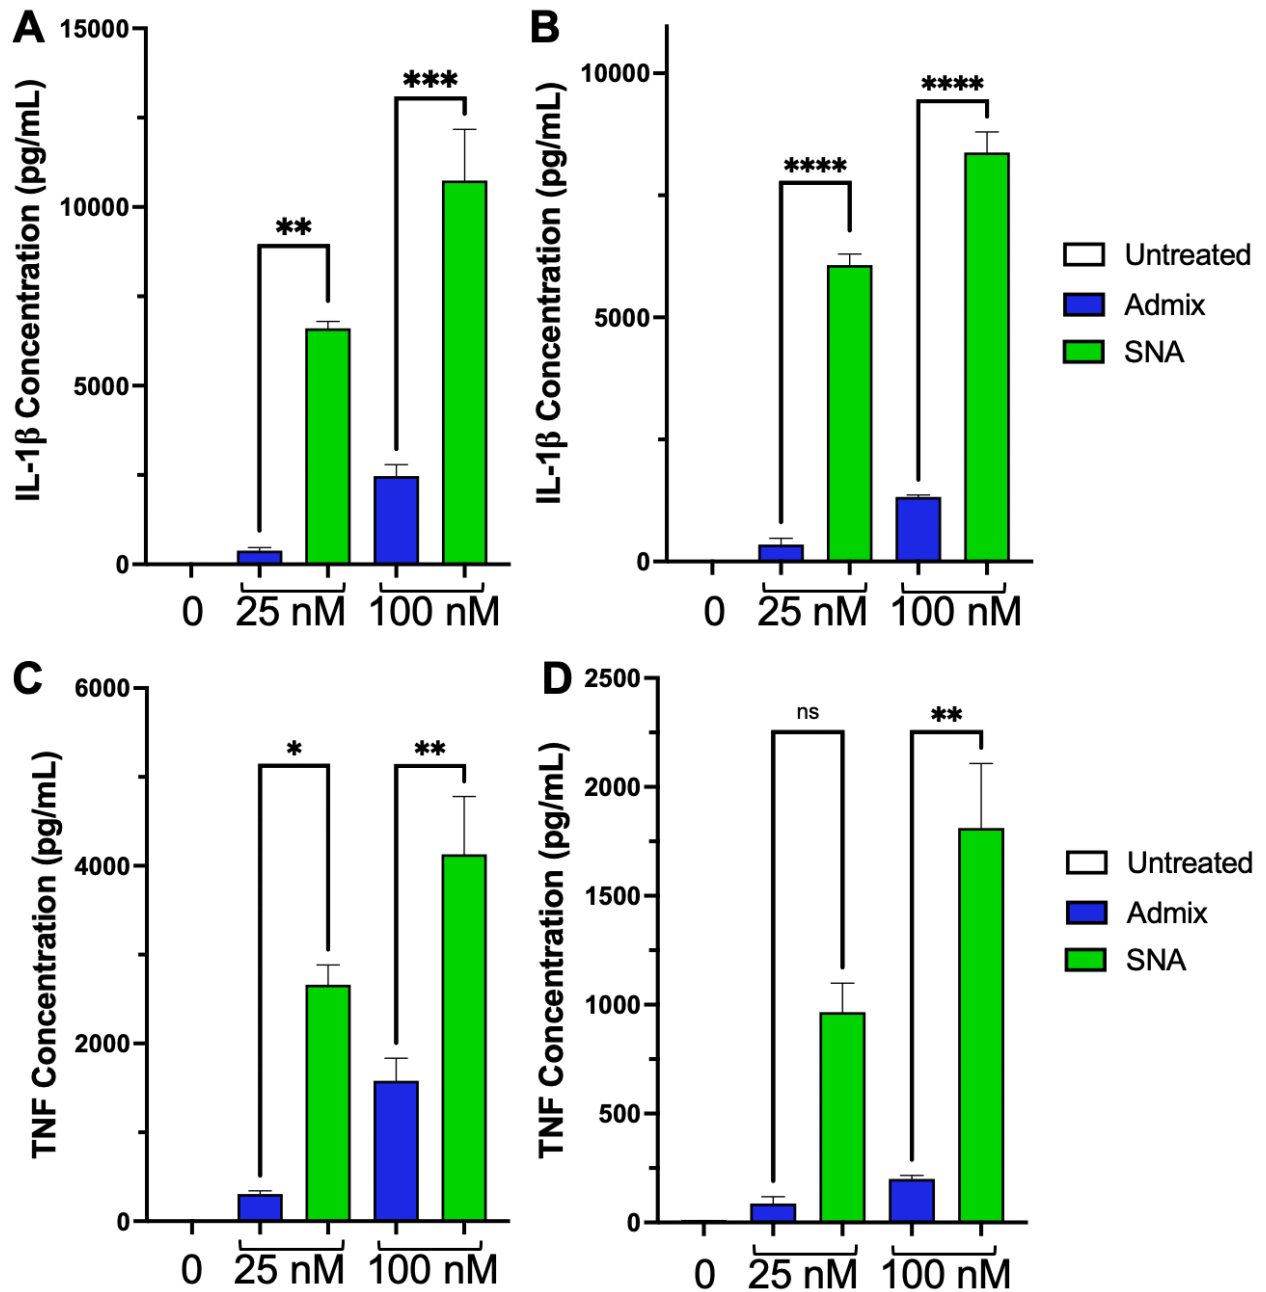 A
IL-1β Concentration (pg/mL)
15000
10000
5000
0
**
***
0 25 nM 100 nM
B
IL-1β Concentration (pg/mL)
10000
5000
0
****
****
0 25 nM 100 nM
Untreated
Admix
SNA
C
TNF Concentration (pg/mL)
6000
4000
2000
0
*
**
0 25 nM 100 nM
D
TNF Concentration (pg/mL)
2500
2000
1500
1000
500
0
ns
**
0 25 nM 100 nM
Untreated
Admix
SNA